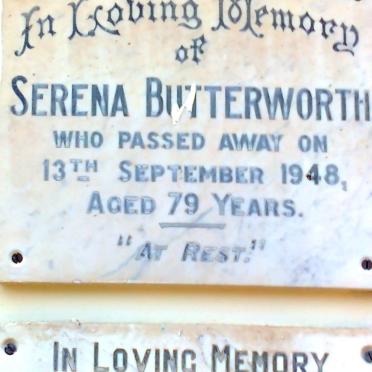 In Loving Memory
of
SERENA BUTTERWORTH
WHO PASSED AWAY ON
13TH SEPTEMBER 1948,
AGED 79 YEARS.
"AT REST."
IN LOVING MEMORY